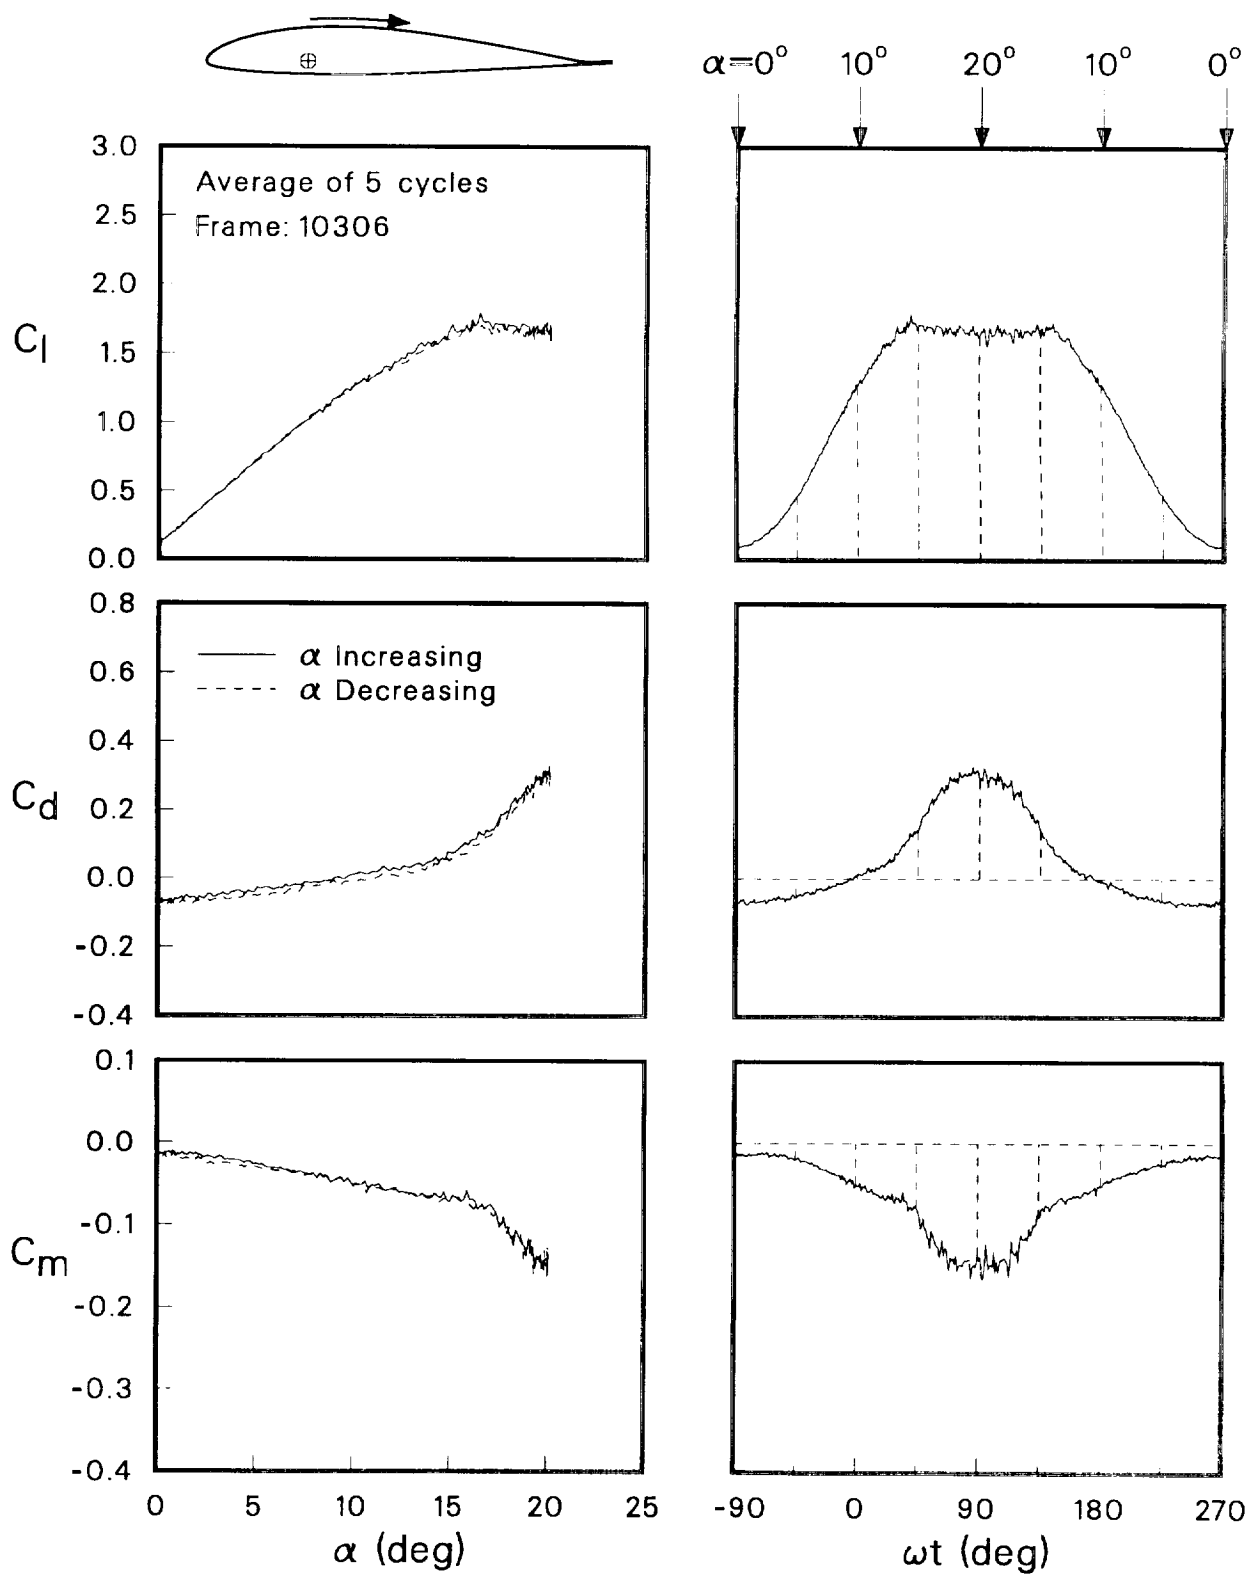 α=0° 10° 20° 10° 0°
3.0
2.5
2.0
1.5
1.0
0.5
0.0
Cl
Average of 5 cycles
Frame: 10306
0.8
0.6
0.4
0.2
0.0
-0.2
-0.4
Cd
α Increasing
α Decreasing
0.1
0.0
-0.1
-0.2
-0.3
-0.4
Cm
0 5 10 15 20 25
α (deg)
-90 0 90 180 270
ωt (deg)